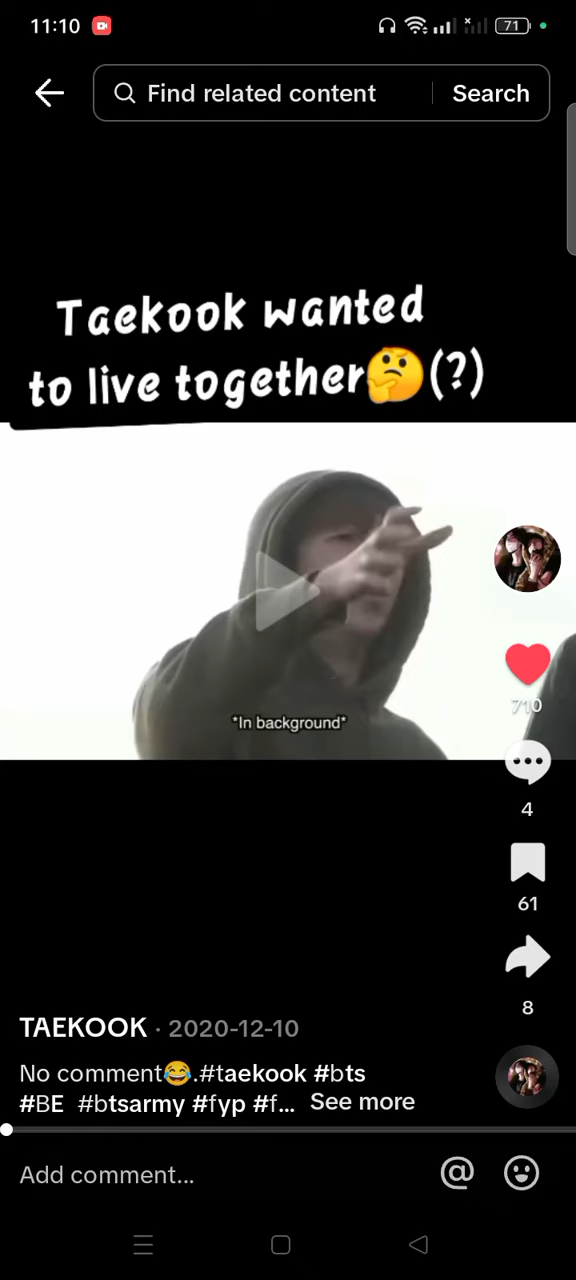 11:10
71
Find related content
Search
Taekook wanted
to live together🤔(?)
*In background*
710
4
61
8
TAEKOOK · 2020-12-10
No comment😂.#taekook #bts
#BE #btsarmy #fyp #f... See more
Add comment...